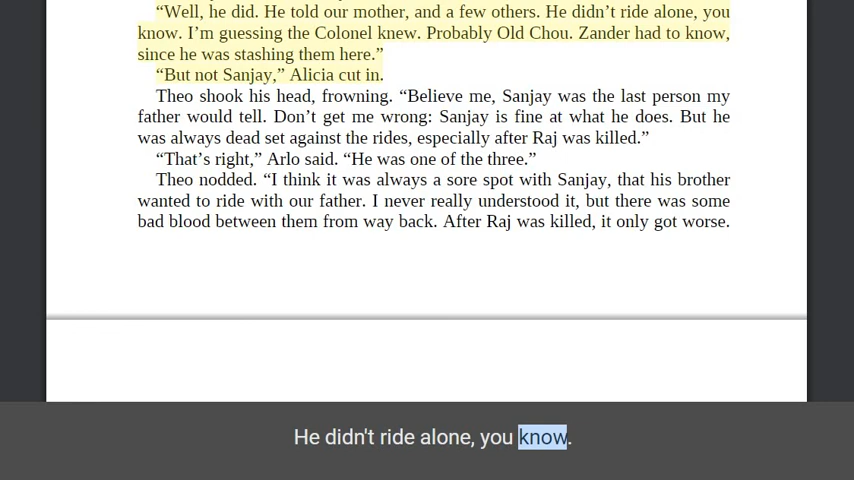 “Well, he did. He told our mother, and a few others. He didn’t ride alone, you
know. I’m guessing the Colonel knew. Probably Old Chou. Zander had to know,
since he was stashing them here.”
“But not Sanjay,” Alicia cut in.
Theo shook his head, frowning. “Believe me, Sanjay was the last person my
father would tell. Don’t get me wrong: Sanjay is fine at what he does. But he
was always dead set against the rides, especially after Raj was killed.”
“That’s right,” Arlo said. “He was one of the three.”
Theo nodded. “I think it was always a sore spot with Sanjay, that his brother
wanted to ride with our father. I never really understood it, but there was some
bad blood between them from way back. After Raj was killed, it only got worse.
He didn't ride alone, you know.